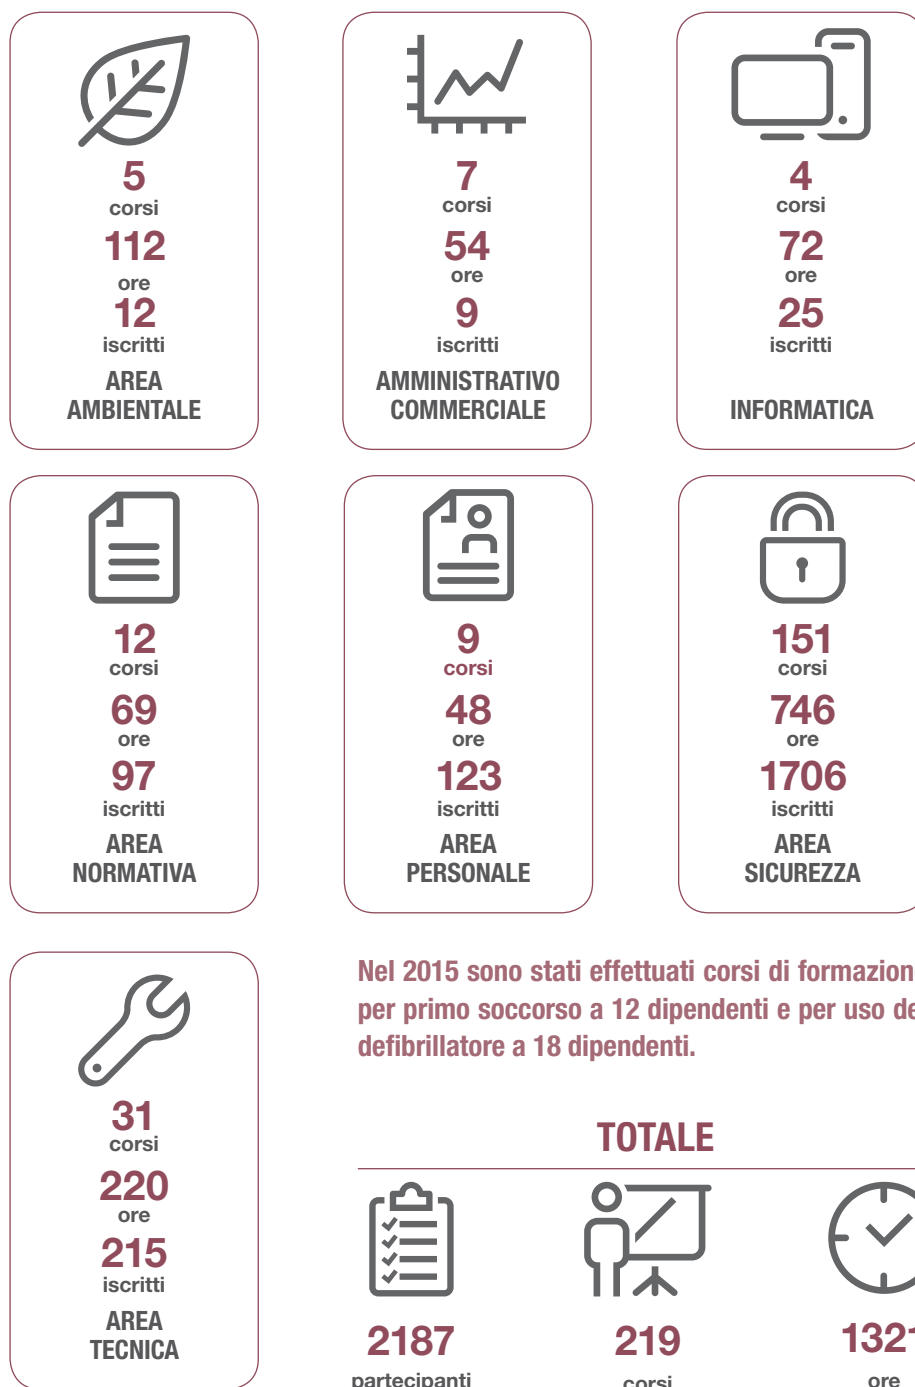 5
corsi
112
ore
12
iscritti
AREA
AMBIENTALE
7
corsi
54
ore
9
iscritti
AMMINISTRATIVO
COMMERCIALE
4
corsi
72
ore
25
iscritti
INFORMATICA
12
corsi
69
ore
97
iscritti
AREA
NORMATIVA
9
corsi
48
ore
123
iscritti
AREA
PERSONALE
151
corsi
746
ore
1706
iscritti
AREA
SICUREZZA
31
corsi
220
ore
215
iscritti
AREA
TECNICA
Nel 2015 sono stati effettuati corsi di formazion
per primo soccorso a 12 dipendenti e per uso de
defibrillatore a 18 dipendenti.
TOTALE
2187
partecipanti
219
corsi
1321
ore